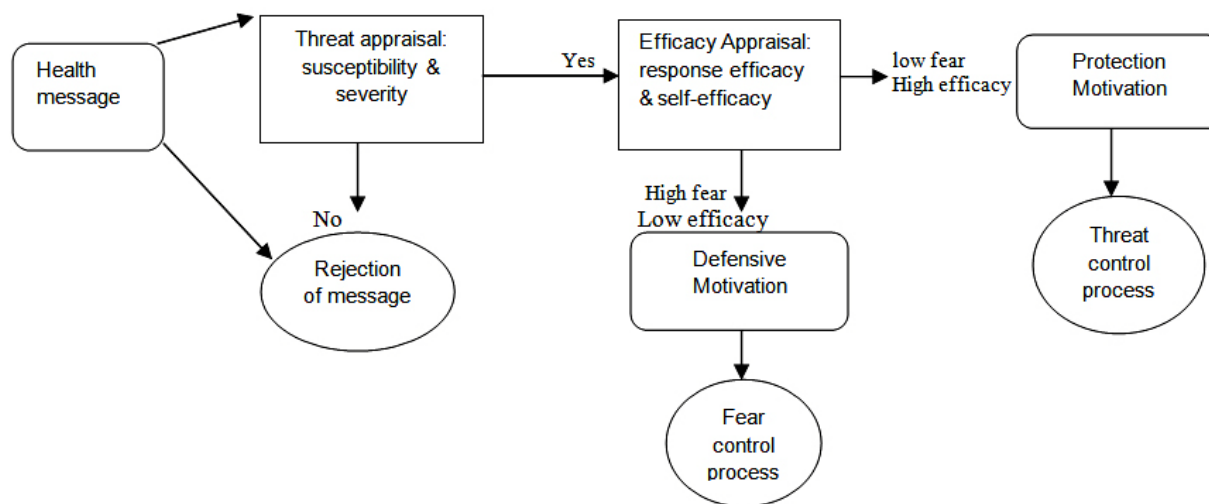 Health
message
Threat appraisal:
susceptibility &
severity
Yes
Efficacy Appraisal:
response efficacy
& self-efficacy
low fear
High efficacy
Protection
Motivation
No
Rejection
of message
High fear
Low efficacy
Defensive
Motivation
Threat
control
process
Fear
control
process